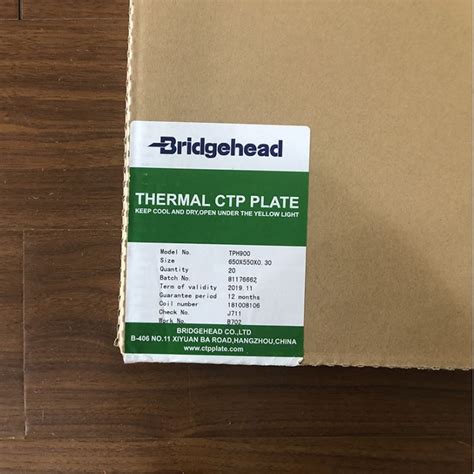 Bridgehead
THERMAL CTP PLATE
KEEP COOL AND DRY,OPEN UNDER THE YELLOW LIGHT
Model No. TPH900
Size 650X550X0.30
Quantity 20
Batch No. 81176662
Term of validity 2019.11
Guarantee period 12 months
Coil number 181008106
Check No. J711
Work No. B702
BRIDGEHEAD CO.,LTD
B-406 NO.11 XIYUAN BA ROAD,HANGZHOU,CHINA
www.ctpplate.com